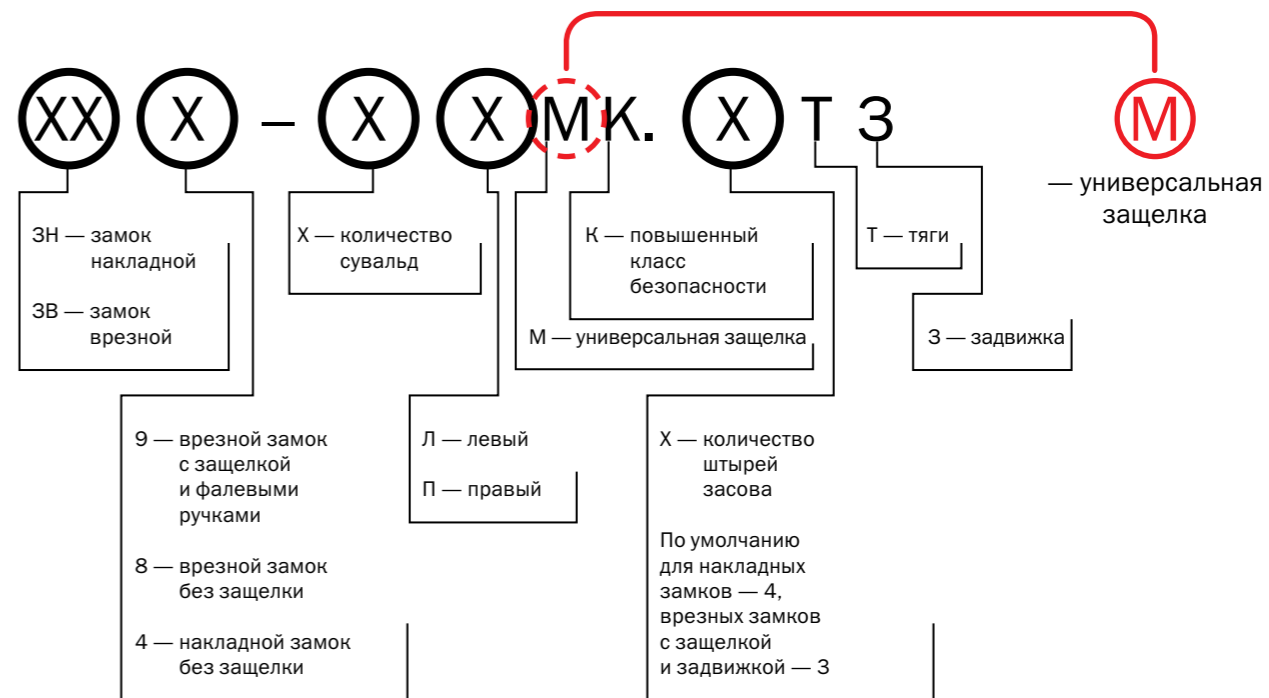 XX X – X X М К. X Т З
М
— универсальная
защелка
ЗН — замок
накладной
ЗВ — замок
врезной
Х — количество
сувальд
К — повышенный
класс
безопасности
М — универсальная защелка
Т — тяги
З — задвижка
9 — врезной замок
с защелкой
и фалевыми
ручками
8 — врезной замок
без защелки
4 — накладной замок
без защелки
Л — левый
П — правый
Х — количество
штырей
засова
По умолчанию
для накладных
замков — 4,
врезных замков
с защелкой
и задвижкой — 3